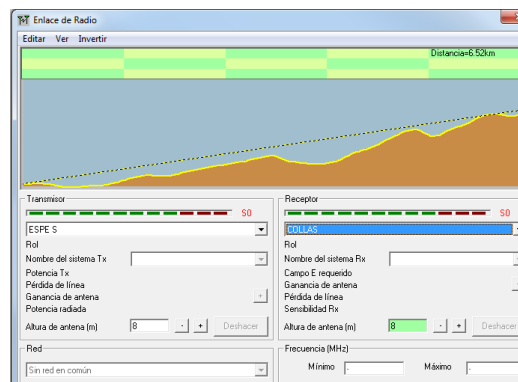 Enlace de Radio
Editar Ver Invertir
Distancia=6.52km
Transmisor
S0
ESPE S
Rol
Nombre del sistema Tx
Potencia Tx
Pérdida de línea
Ganancia de antena
+
Potencia radiada
Altura de antena (m) 8 - + Deshacer
Receptor
S0
COLLAS
Rol
Nombre del sistema Rx
Campo E requerido
Ganancia de antena
Pérdida de línea
Sensibilidad Rx
Altura de antena (m) 8 - + Deshacer
Red
Sin red en común
Frecuencia (MHz)
Mínimo . Máximo .